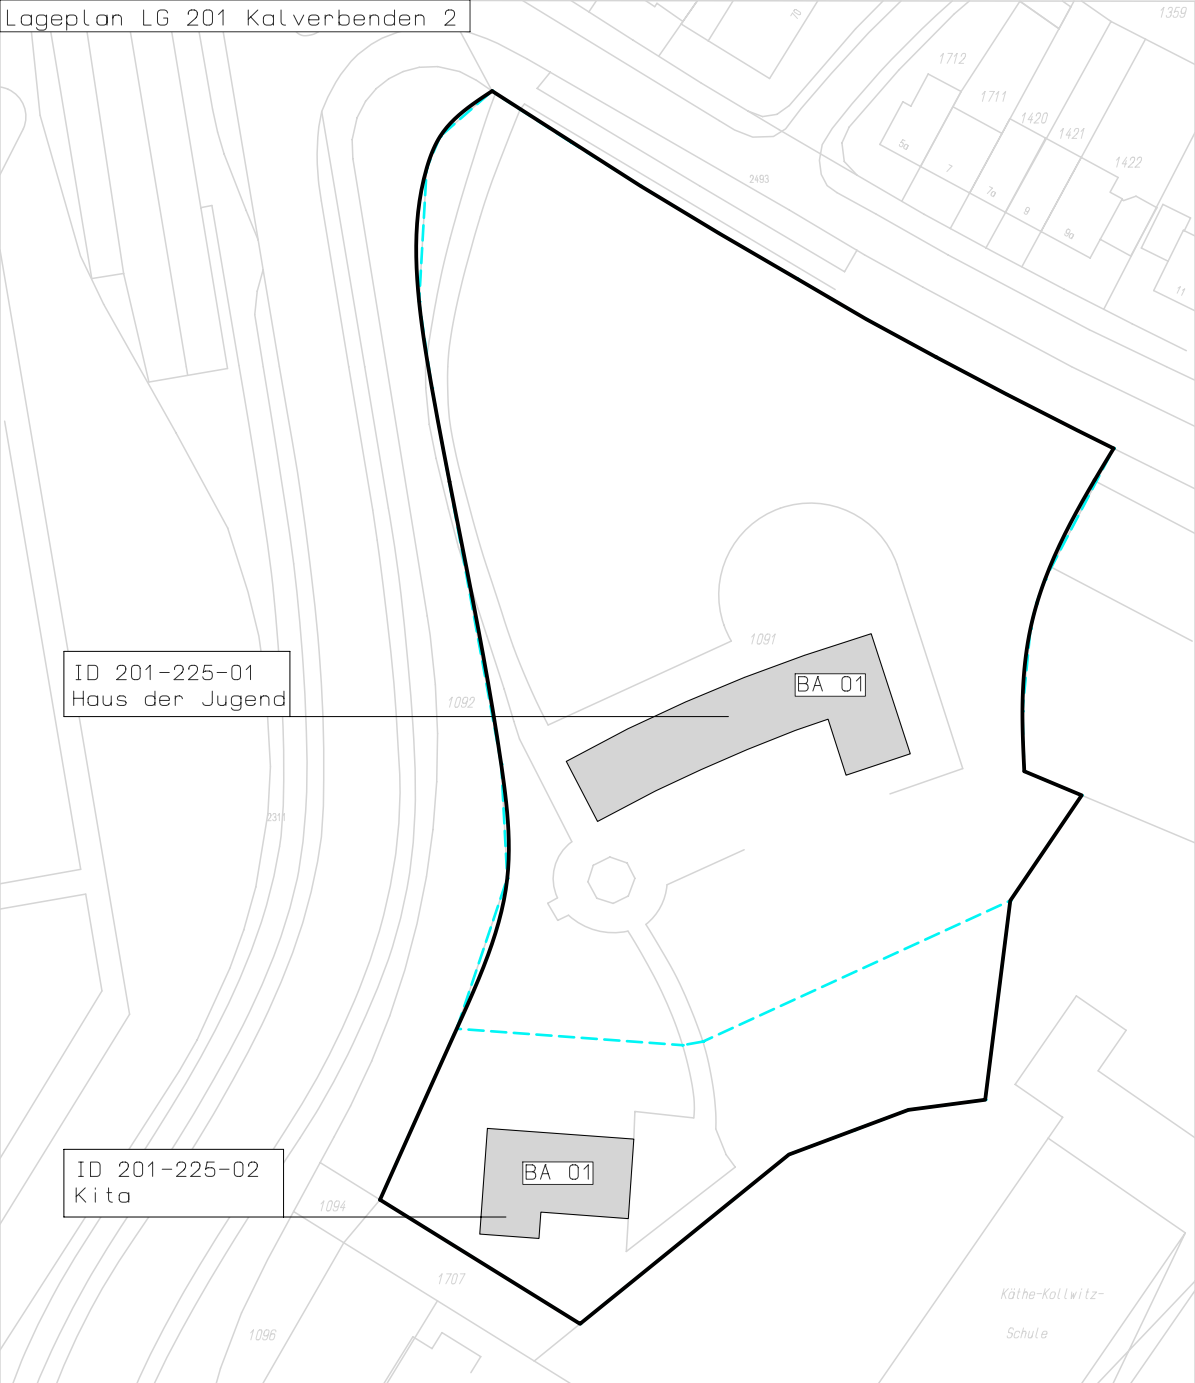 Lageplan LG 201 Kalverbenden 2
1359
70
1712
1711
1420
1421
1422
5a
7
7a
9
9a
11
2493
1091
BA 01
ID 201-225-01
Haus der Jugend
1092
2311
ID 201-225-02
Kita
BA 01
1094
1707
1096
Käthe-Kollwitz-
Schule